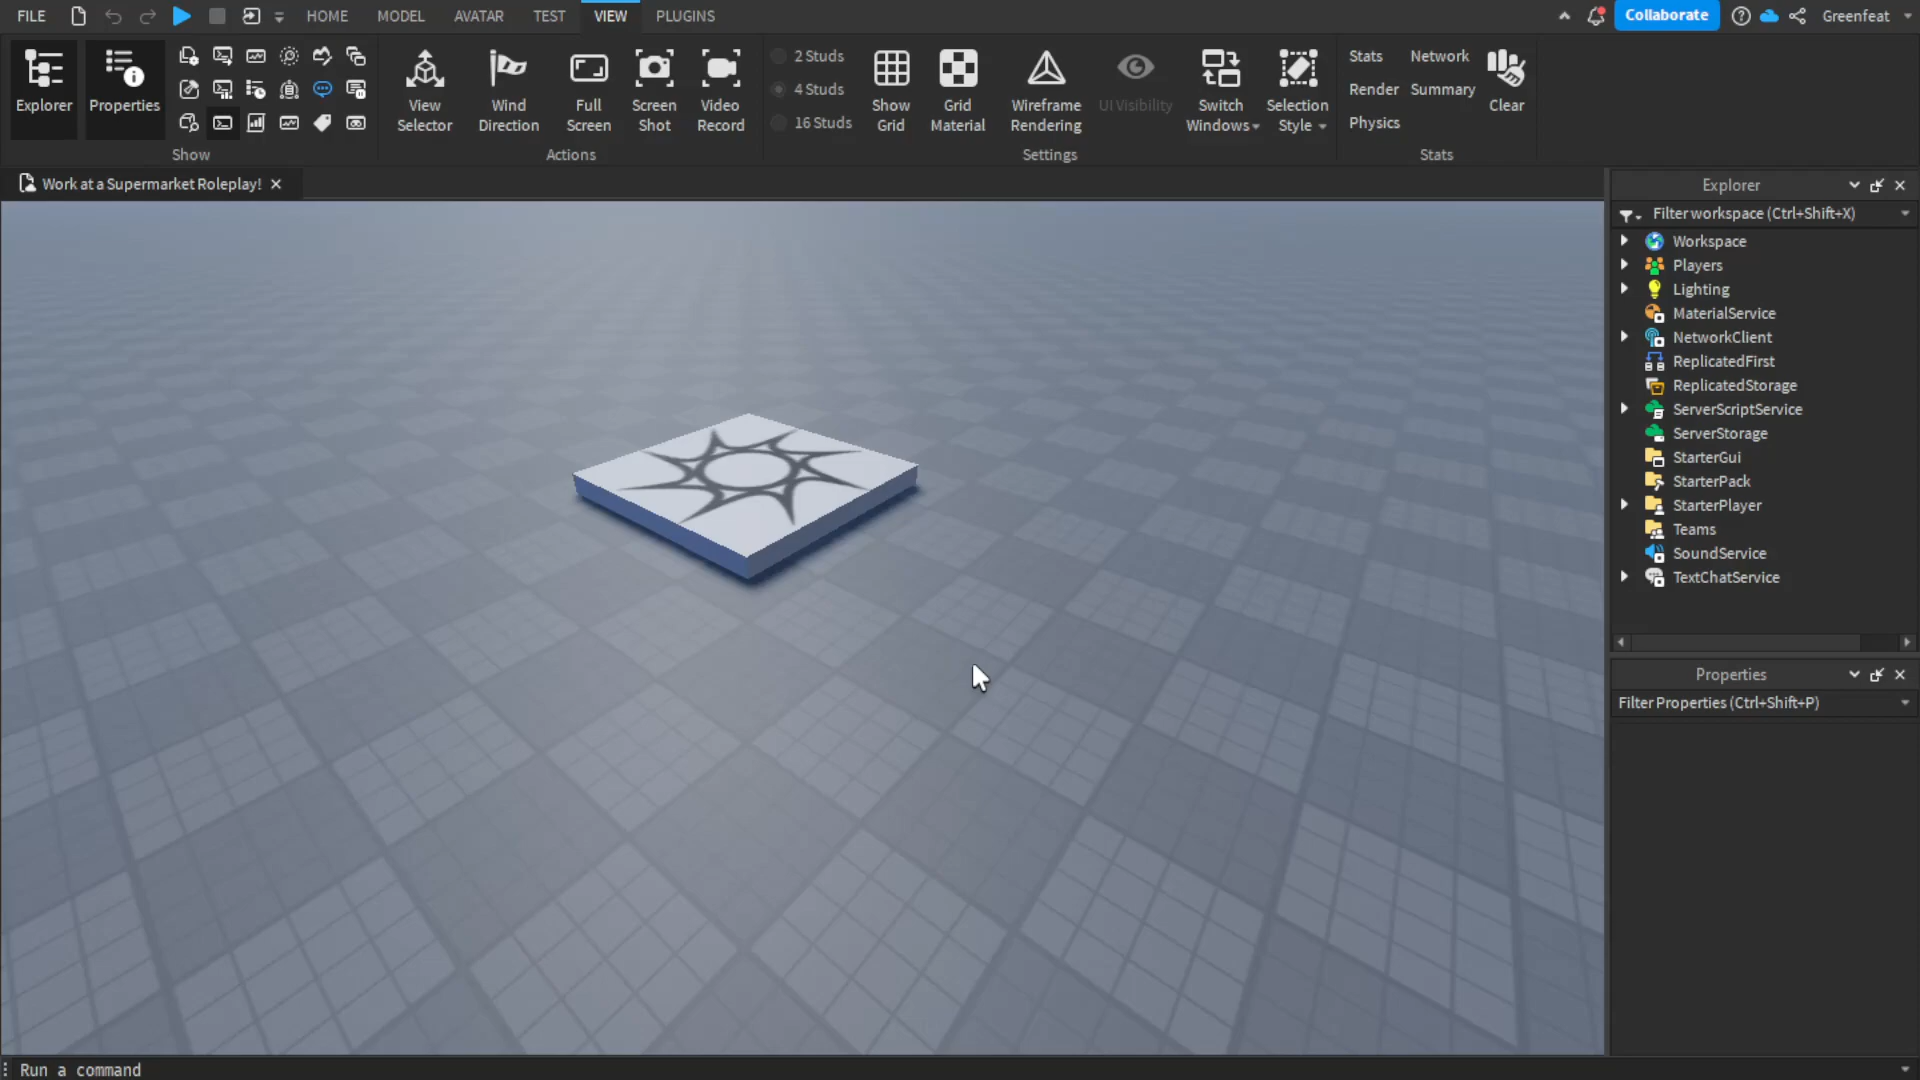 FILE HOME MODEL AVATAR TEST VIEW PLUGINS Collaborate Greenfeat
Explorer
Properties
Show
View
Selector
Wind
Direction
Full
Screen
Screen
Shot
Video
Record
Actions
2 Studs
4 Studs
16 Studs
Show
Grid
Grid
Material
Wireframe
Rendering
UI Visibility
Switch
Windows
Selection
Style
Settings
Stats Network
Render Summary
Physics
Clear
Stats
Work at a Supermarket Roleplay!
Explorer
Filter workspace (Ctrl+Shift+X)
Workspace
Players
Lighting
MaterialService
NetworkClient
ReplicatedFirst
ReplicatedStorage
ServerScriptService
ServerStorage
StarterGui
StarterPack
StarterPlayer
Teams
SoundService
TextChatService
Properties
Filter Properties (Ctrl+Shift+P)
Run a command